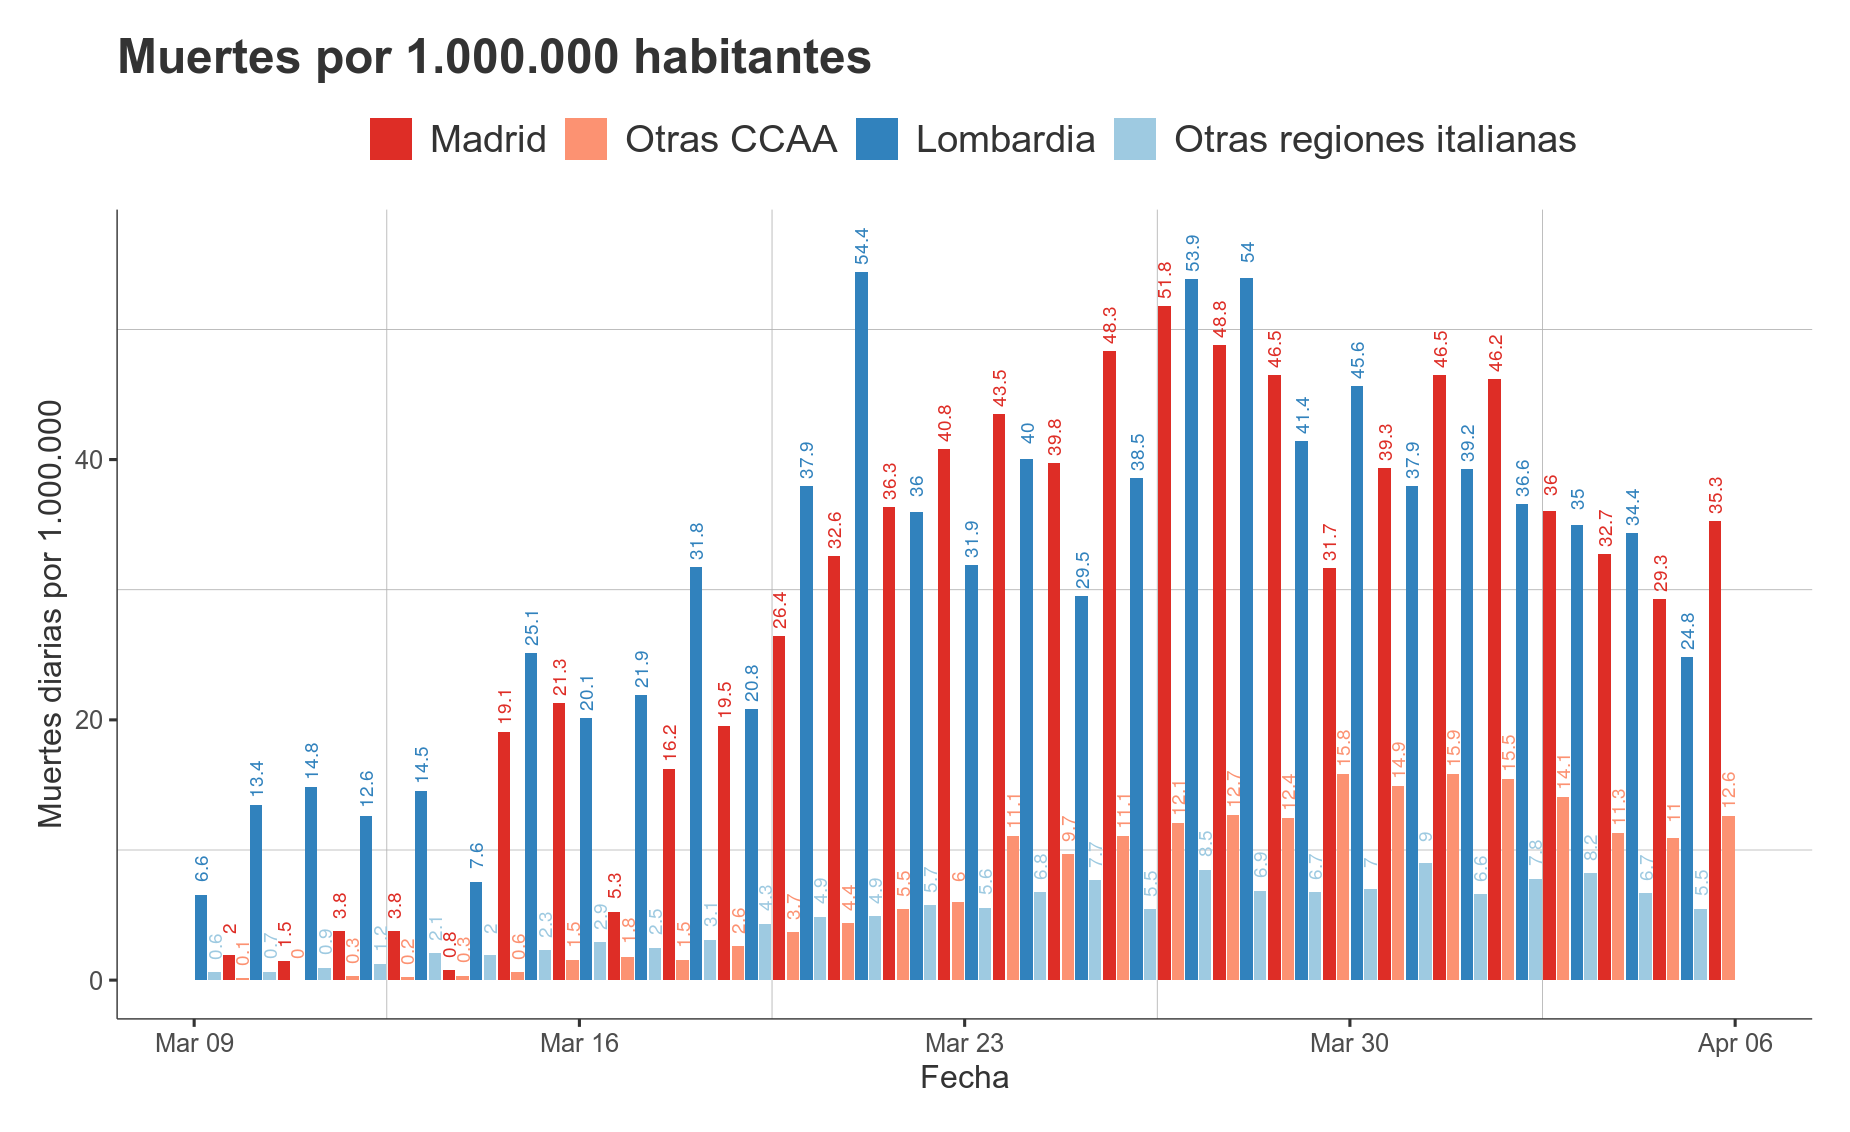 Muertes por 1.000.000 habitantes
Madrid Otras CCAA Lombardia Otras regiones italianas
Muertes diarias por 1.000.000
40
20
0
6.6 0.6 2 0.1 13.4 0.7 1.5 0 14.8 0.9 3.8 0.3 12.6 1.2 3.8 0.2 14.5 2.1 0.8 0.3 7.6 2 19.1 0.6 25.1 2.3 21.3 1.5 20.1 2.9 5.3 1.8 21.9 2.5 16.2 1.5 31.8 3.1 19.5 2.6 20.8 4.3 26.4 3.7 37.9 4.9 32.6 4.4 54.4 4.9 36.3 5.5 36 5.7 40.8 6 31.9 5.6 43.5 11.1 40 6.8 39.8 9.7 29.5 7.7 48.3 11.1 38.5 5.5 51.8 12.1 53.9 8.5 48.8 12.7 54 6.9 46.5 12.4 41.4 6.7 31.7 15.8 45.6 7 39.3 14.9 37.9 9 46.5 15.9 39.2 6.6 46.2 15.5 36.6 7.8 36 14.1 35 8.2 32.7 11.3 34.4 6.7 29.3 11 24.8 5.5 35.3 12.6
Mar 09 Mar 16 Mar 23 Mar 30 Apr 06
Fecha